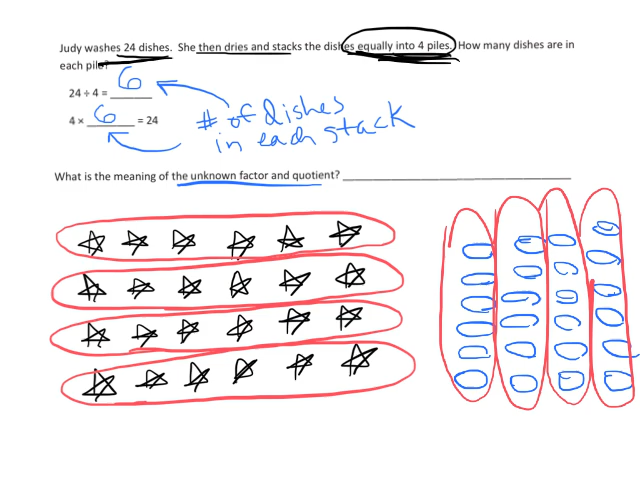 Judy washes 24 dishes. She then dries and stacks the dishes equally into 4 piles. How many dishes are in
each pile?
24 ÷ 4 = 6
4 × 6 = 24
# of dishes
in each stack
What is the meaning of the unknown factor and quotient?